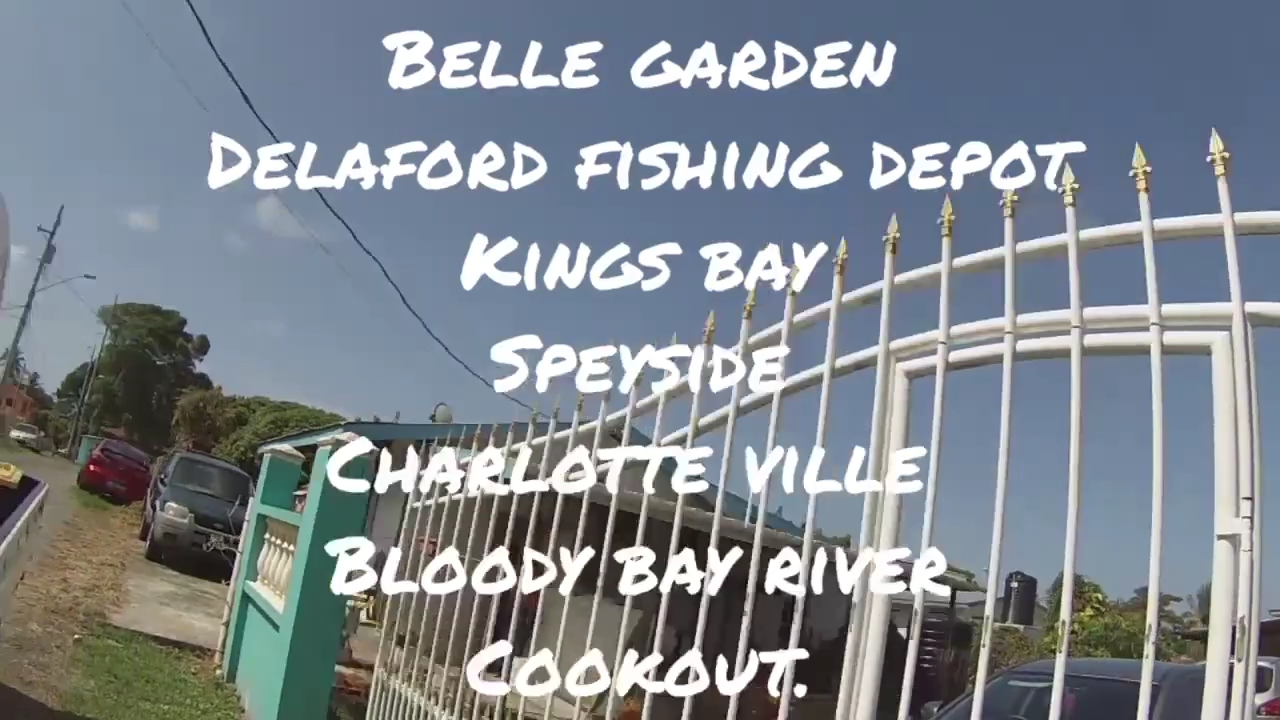 Belle garden
Delaford fishing depot
Kings bay
Speyside
Charlotte ville
Bloody bay river
Cookout.